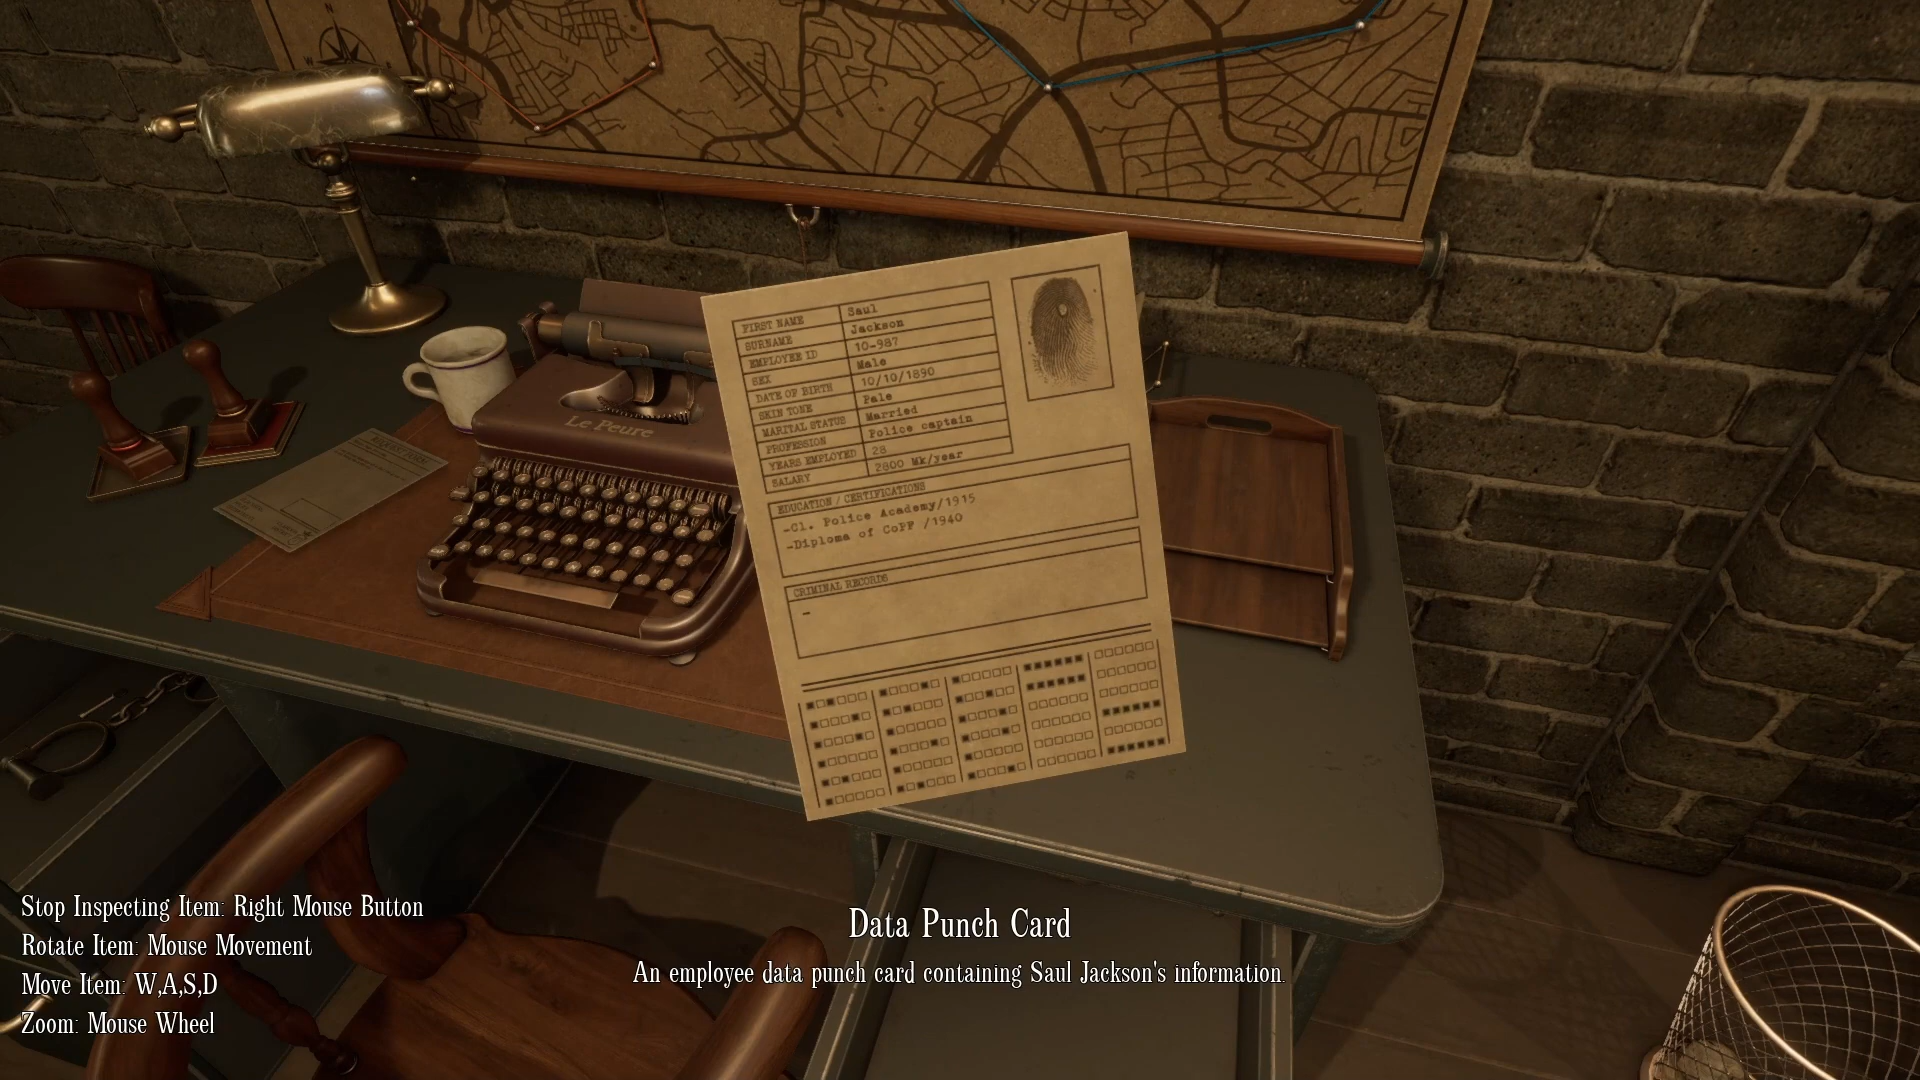 W
Le Peure
FIRST NAME Saul
SURNAME Jackson
EMPLOYEE ID 10-987
SEX Male
DATE OF BIRTH 10/10/1890
SKIN TONE Pale
MARITAL STATUS Married
PROFESSION Police captain
YEARS EMPLOYED 28
SALARY 2800 Mk/year
EDUCATION / CERTIFICATIONS
-Cl. Police Academy/1915
-Diploma of CoPF /1940
CRIMINAL RECORDS
-
Stop Inspecting Item: Right Mouse Button
Rotate Item: Mouse Movement
Move Item: W,A,S,D
Zoom: Mouse Wheel
Data Punch Card
An employee data punch card containing Saul Jackson's information.